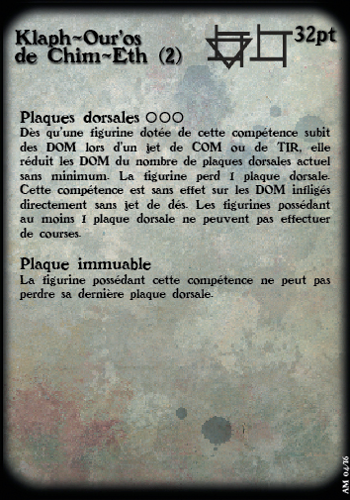 Klaph~Our'os
de Chim~Eth (2)
32pt
Plaques dorsales ○○○
Dès qu'une figurine dotée de cette compétence subit
des DOM lors d'un jet de COM ou de TIR, elle
réduit les DOM du nombre de plaques dorsales actuel
sans minimum. La figurine perd 1 plaque dorsale.
Cette compétence est sans effet sur les DOM infligés
directement sans jet de dés. Les figurines possédant
au moins 1 plaque dorsale ne peuvent pas effectuer
de courses.
Plaque immuable
La figurine possédant cette compétence ne peut pas
perdre sa dernière plaque dorsale.
AM 04/16